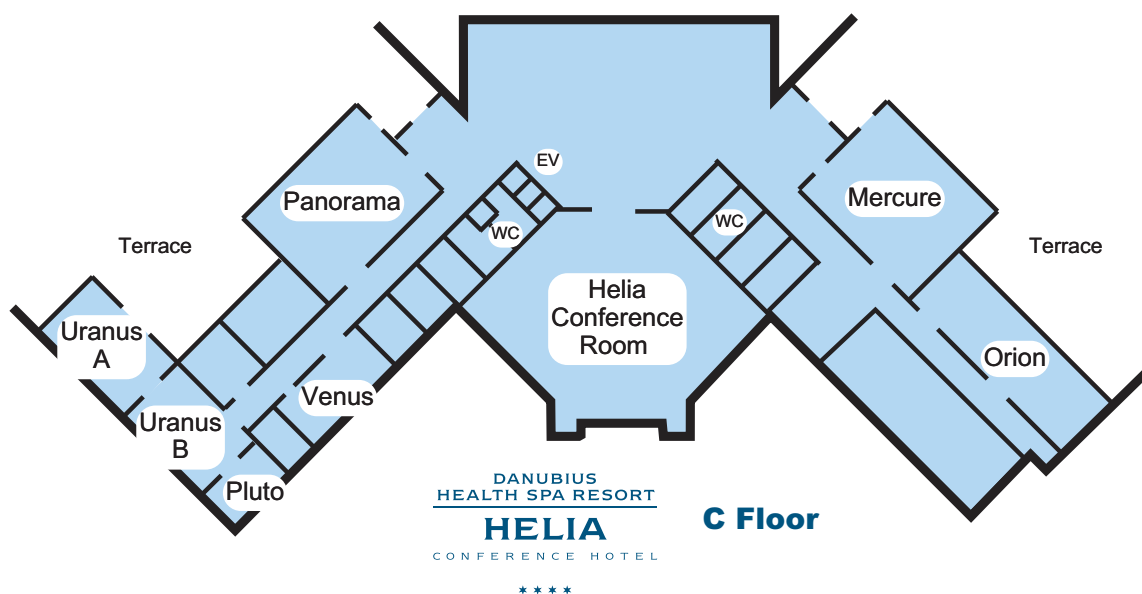 EV
Panorama
Mercure
WC
WC
Terrace
Terrace
Helia
Conference
Room
Uranus
A
Orion
Venus
Uranus
B
Pluto
DANUBIUS
HEALTH SPA RESORT
HELIA
CONFERENCE HOTEL
C Floor